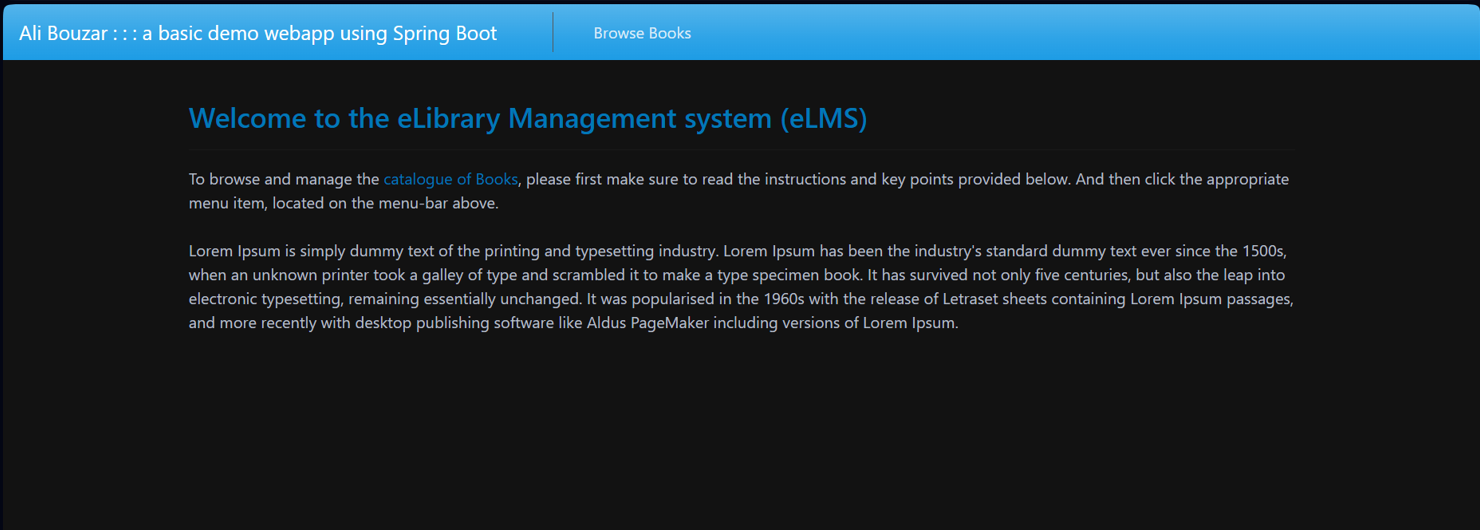 Ali Bouzar : : : a basic demo webapp using Spring Boot
Browse Books
Welcome to the eLibrary Management system (eLMS)
To browse and manage the catalogue of Books, please first make sure to read the instructions and key points provided below. And then click the appropriate
menu item, located on the menu-bar above.
Lorem Ipsum is simply dummy text of the printing and typesetting industry. Lorem Ipsum has been the industry's standard dummy text ever since the 1500s,
when an unknown printer took a galley of type and scrambled it to make a type specimen book. It has survived not only five centuries, but also the leap into
electronic typesetting, remaining essentially unchanged. It was popularised in the 1960s with the release of Letraset sheets containing Lorem Ipsum passages,
and more recently with desktop publishing software like Aldus PageMaker including versions of Lorem Ipsum.